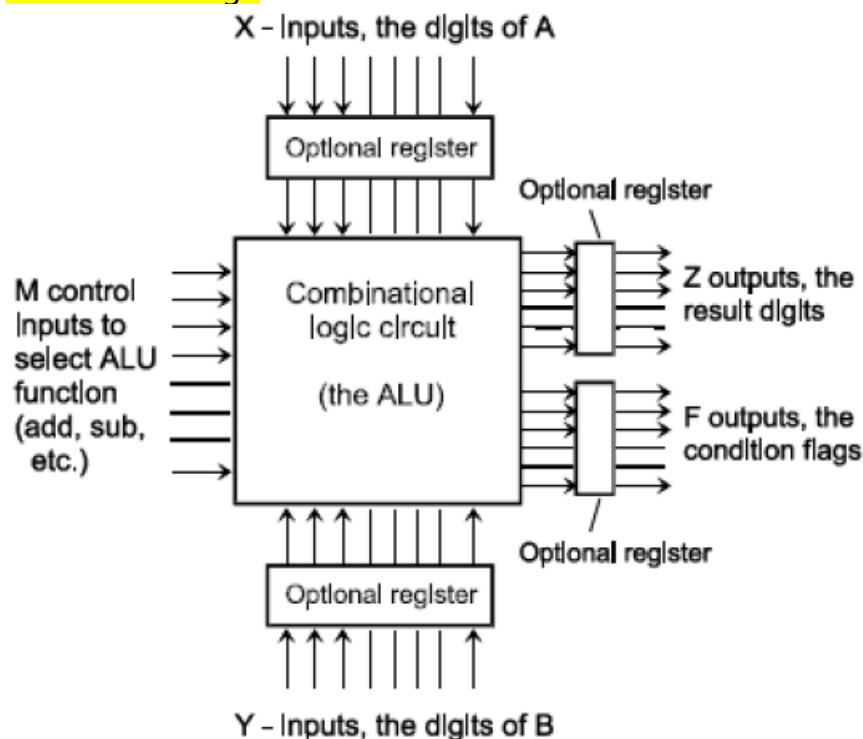 X - Inputs, the digits of A
Optional register
Optional register
M control
Inputs to
select ALU
function
(add, sub,
etc.)
Combinational
logic circuit
(the ALU)
Z outputs, the
result digits
F outputs, the
condition flags
Optional register
Optional register
Y - Inputs, the digits of B